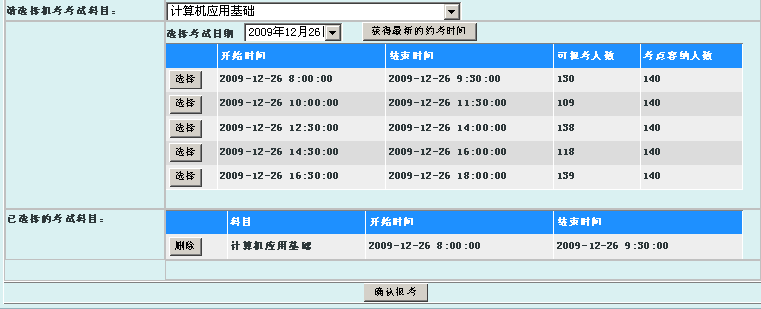 请选择机考考试科目： 计算机应用基础
选择考试日期 2009年12月26日 获得最新的约考时间
开始时间 结束时间 可报考人数 考点容纳人数
选择 2009-12-26 8:00:00 2009-12-26 9:30:00 130 140
选择 2009-12-26 10:00:00 2009-12-26 11:30:00 109 140
选择 2009-12-26 12:30:00 2009-12-26 14:00:00 138 140
选择 2009-12-26 14:30:00 2009-12-26 16:00:00 118 140
选择 2009-12-26 16:30:00 2009-12-26 18:00:00 139 140
已选择的考试科目： 科目 开始时间 结束时间
删除 计算机应用基础 2009-12-26 8:00:00 2009-12-26 9:30:00
确认报考